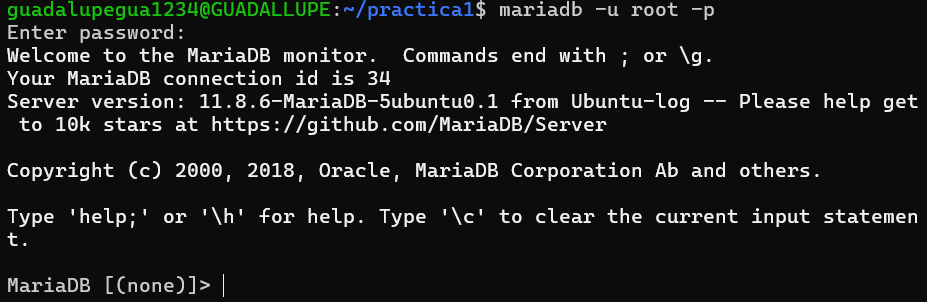 guadalupegua1234@GUADALLUPE:~/practica1$ mariadb -u root -p
Enter password:
Welcome to the MariaDB monitor.  Commands end with ; or \g.
Your MariaDB connection id is 34
Server version: 11.8.6-MariaDB-5ubuntu0.1 from Ubuntu-log -- Please help get
 to 10k stars at https://github.com/MariaDB/Server

Copyright (c) 2000, 2018, Oracle, MariaDB Corporation Ab and others.

Type 'help;' or '\h' for help. Type '\c' to clear the current input statemen
t.

MariaDB [(none)]>